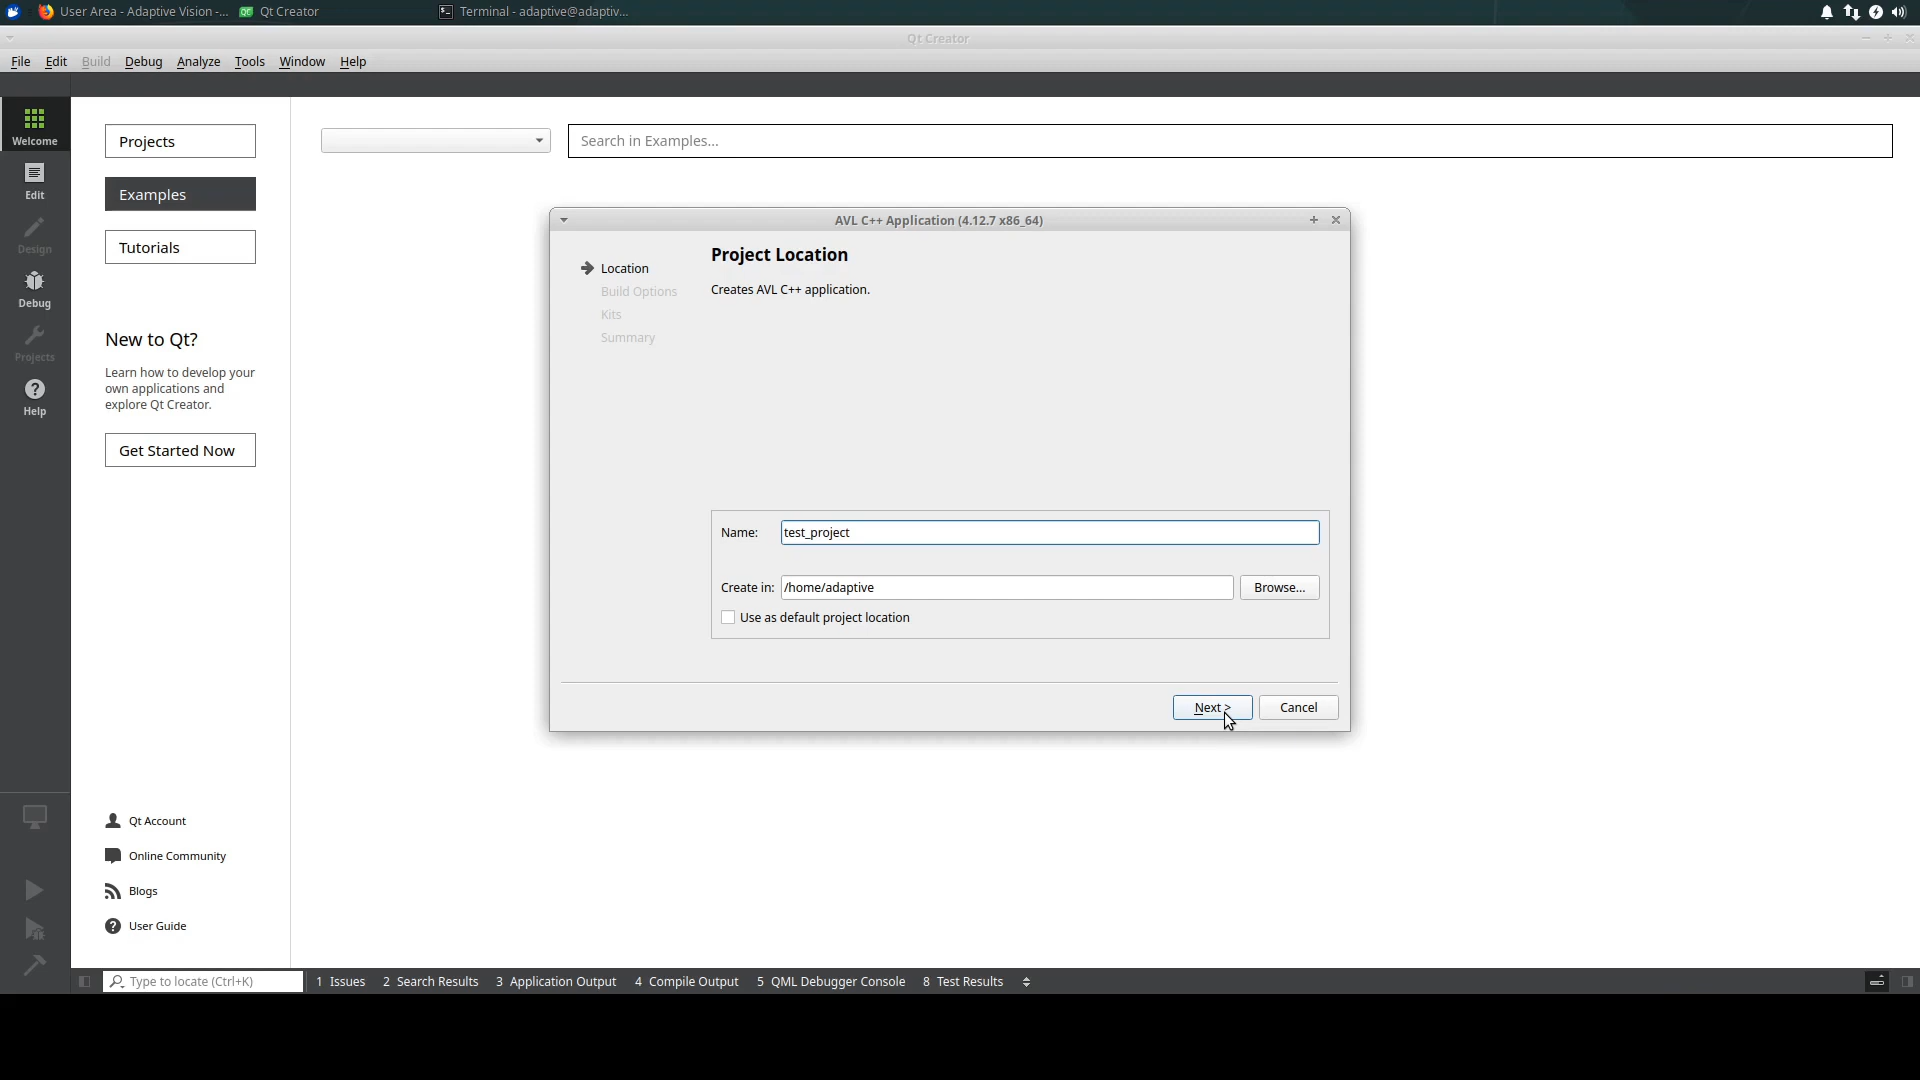 User Area - Adaptive Vision -...
Qt Creator
Terminal - adaptive@adaptiv...
Qt Creator
File Edit Build Debug Analyze Tools Window Help
Welcome
Edit
Design
Debug
Projects
Help
Projects
Examples
Tutorials
New to Qt?
Learn how to develop your
own applications and
explore Qt Creator.
Get Started Now
Qt Account
Online Community
Blogs
User Guide
Search in Examples...
AVL C++ Application (4.12.7 x86_64)
Location
Build Options
Kits
Summary
Project Location
Creates AVL C++ application.
Name: test_project
Create in: /home/adaptive Browse...
Use as default project location
Next > Cancel
Type to locate (Ctrl+K) 1 Issues 2 Search Results 3 Application Output 4 Compile Output 5 QML Debugger Console 8 Test Results